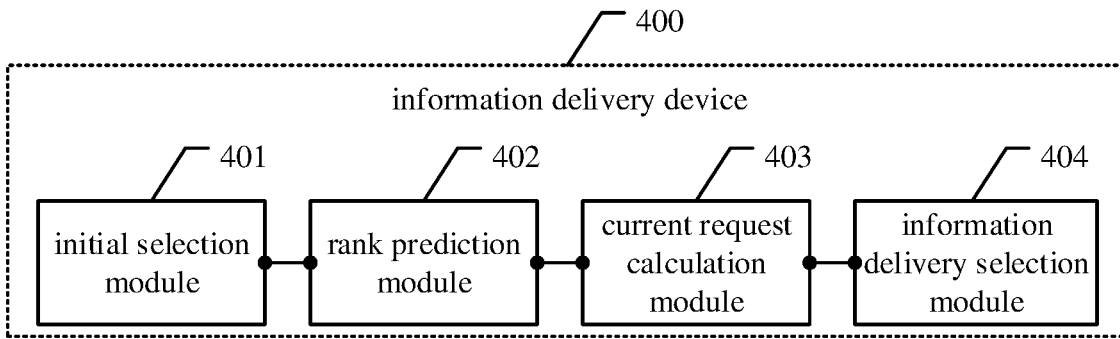 400
information delivery device
401
402
403
404
initial selection
module
rank prediction
module
current request
calculation
module
information
delivery selection
module